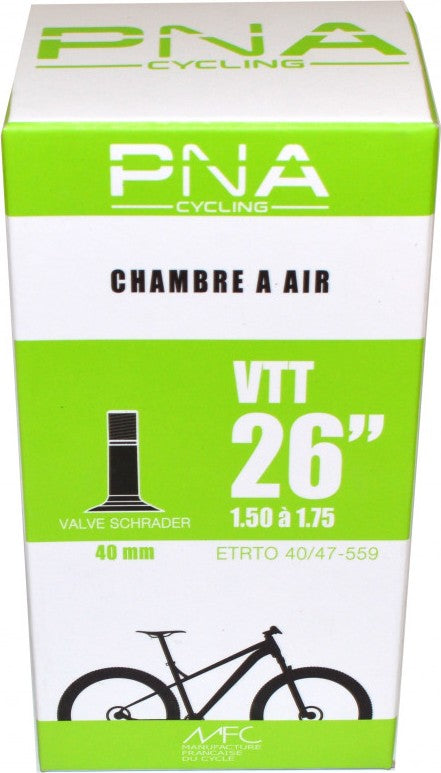 PNA
CYCLING
PNA
CYCLING
CHAMBRE A AIR
VTT
26”
1.50 à 1.75
VALVE SCHRADER
40 mm
ETRTO 40/47-559
MFC
MANUFACTURE
FRANÇAISE
DU CYCLE